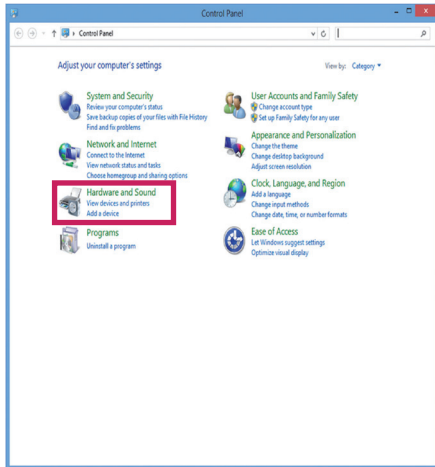 Control Panel
Control Panel
Adjust your computer's settings
View by: Category
System and Security
Review your computer's status
Save backup copies of your files with File History
Find and fix problems
Network and Internet
Connect to the Internet
View network status and tasks
Choose homegroup and sharing options
Hardware and Sound
View devices and printers
Add a device
Programs
Uninstall a program
User Accounts and Family Safety
Change account type
Set up Family Safety for any user
Appearance and Personalization
Change the theme
Change desktop background
Adjust screen resolution
Clock, Language, and Region
Add a language
Change input methods
Change date, time, or number formats
Ease of Access
Let Windows suggest settings
Optimize visual display